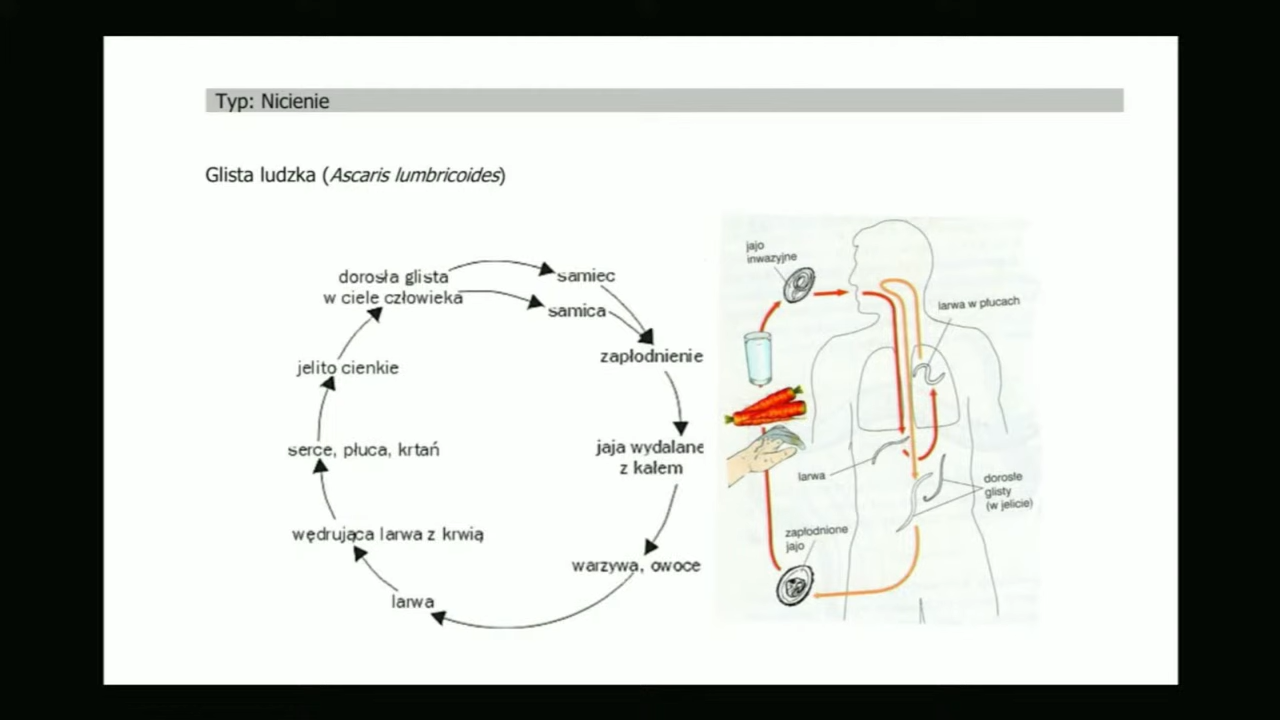 Typ: Nicienie
Glista ludzka (Ascaris lumbricoides)
dorosła glista
w ciele człowieka
samiec
samica
zapłodnienie
jaja wydalane
z kałem
warzywa, owoce
larwa
wędrująca larwa z krwią
serce, płuca, krtań
jelito cienkie
jajo
inwazyjne
larwa w płucach
larwa
dorosłe
glisty
(w jelicie)
zapłodnione
jajo